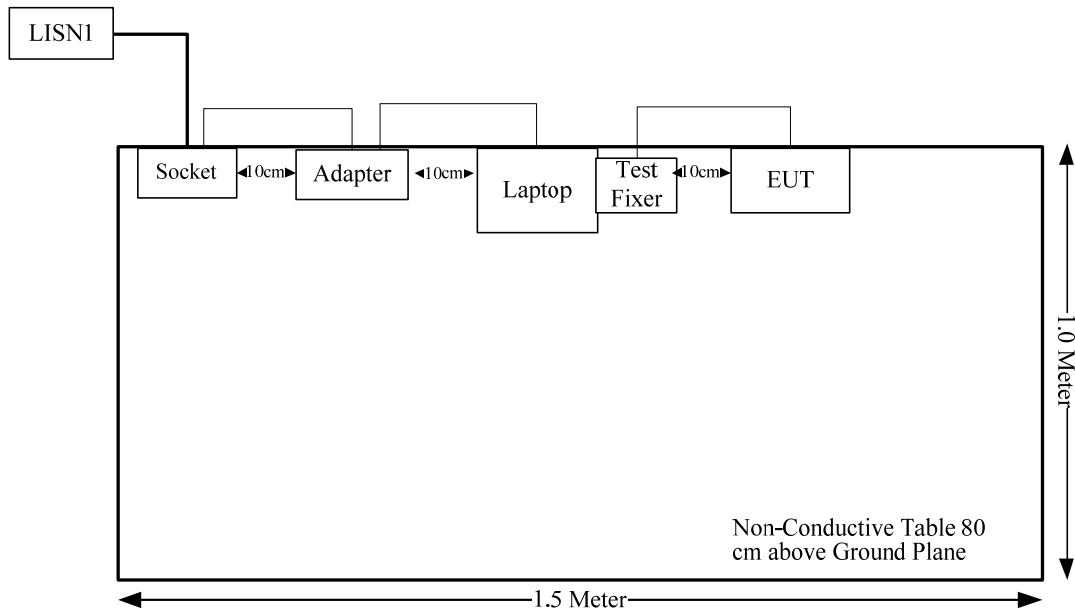 LISN1
Socket
10cm
Adapter
10cm
Laptop
Test
Fixer
10cm
EUT
1.0 Meter
Non-Conductive Table 80
cm above Ground Plane
1.5 Meter